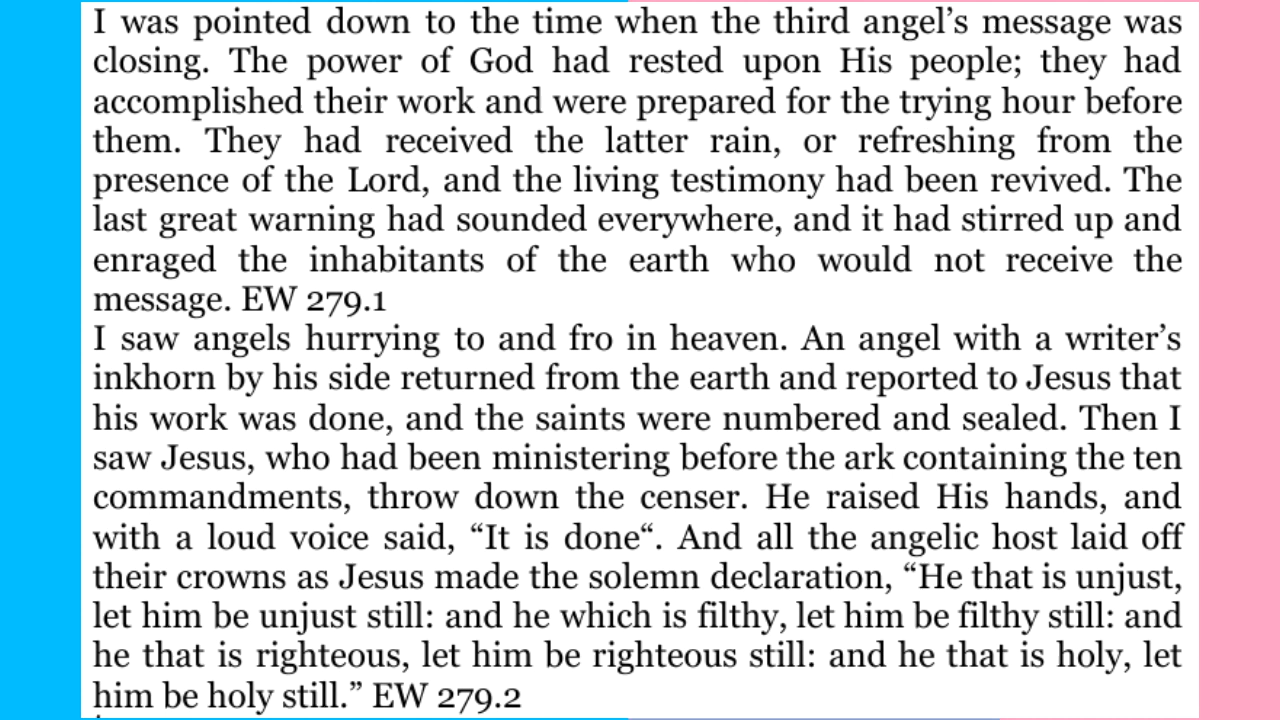 I was pointed down to the time when the third angel’s message was
closing. The power of God had rested upon His people; they had
accomplished their work and were prepared for the trying hour before
them. They had received the latter rain, or refreshing from the
presence of the Lord, and the living testimony had been revived. The
last great warning had sounded everywhere, and it had stirred up and
enraged the inhabitants of the earth who would not receive the
message. EW 279.1
I saw angels hurrying to and fro in heaven. An angel with a writer’s
inkhorn by his side returned from the earth and reported to Jesus that
his work was done, and the saints were numbered and sealed. Then I
saw Jesus, who had been ministering before the ark containing the ten
commandments, throw down the censer. He raised His hands, and
with a loud voice said, “It is done“. And all the angelic host laid off
their crowns as Jesus made the solemn declaration, “He that is unjust,
let him be unjust still: and he which is filthy, let him be filthy still: and
he that is righteous, let him be righteous still: and he that is holy, let
him be holy still.” EW 279.2